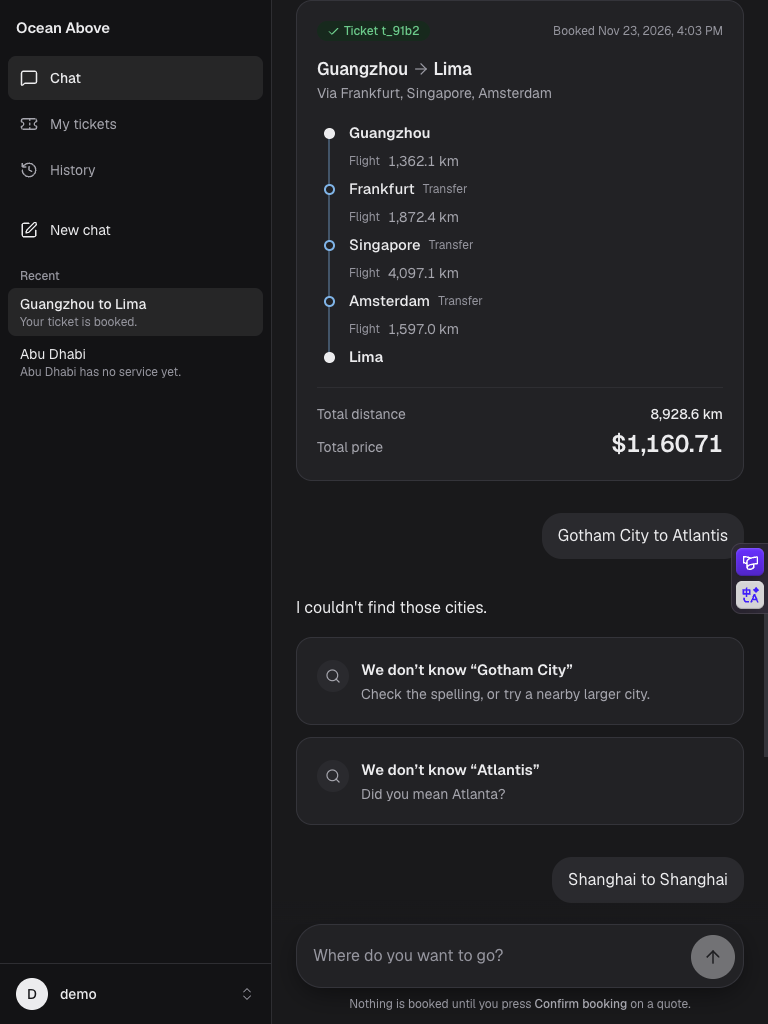 Ocean Above
Chat
My tickets
History
New chat
Recent
Guangzhou to Lima
Your ticket is booked.
Abu Dhabi
Abu Dhabi has no service yet.
D
demo
Ticket t_91b2
Booked Nov 23, 2026, 4:03 PM
Guangzhou → Lima
Via Frankfurt, Singapore, Amsterdam
Guangzhou
Flight 1,362.1 km
Frankfurt Transfer
Flight 1,872.4 km
Singapore Transfer
Flight 4,097.1 km
Amsterdam Transfer
Flight 1,597.0 km
Lima
Total distance 8,928.6 km
Total price $1,160.71
Gotham City to Atlantis
I couldn't find those cities.
We don’t know “Gotham City”
Check the spelling, or try a nearby larger city.
We don’t know “Atlantis”
Did you mean Atlanta?
Shanghai to Shanghai
Where do you want to go?
Nothing is booked until you press Confirm booking on a quote.
中A